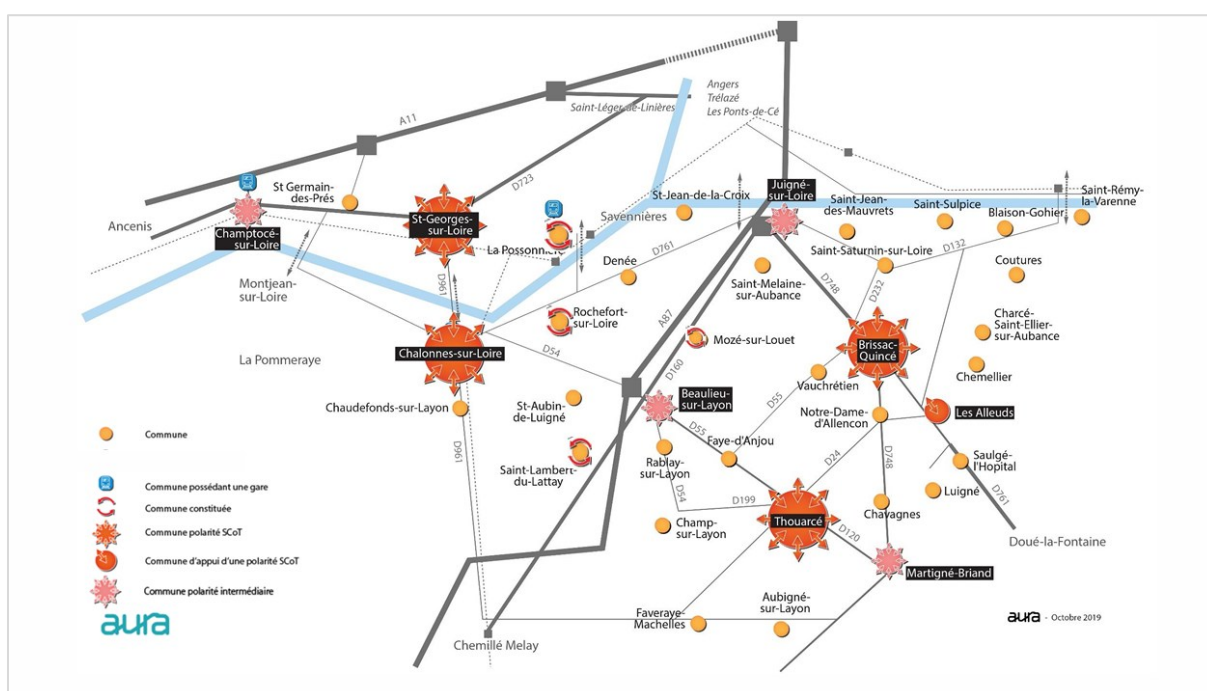 Angers
Trélazé
Les Ponts-de-Cé
Saint-Léger-de-Linières
A11
D723
St Germain-
des-Prés
Ancenis
Champtocé-
sur-Loire
St-Georges-
sur-Loire
St-Jean-de-la-Croix
Juigné-
sur-Loire
Saint-Jean
des-Mauvrets
Saint-Sulpice
Blaison-Gohier
Saint-Rémy-
la-Varenne
Savennières
La Possonnière
D761
Denée
Saint-Saturnin-sur-Loire
D132
Coutures
Montjean-
sur-Loire
D961
Saint-Melaine-
sur-Aubance
D748
D232
Rochefort-
sur-Loire
A87
Charcé-
Saint-Ellier-
sur-Aubance
La Pommeraye
Chalonnes-sur-Loire
D54
Mozé-sur-Louet
Brissac-
Quincé
Chemellier
D160
Vauchrétien
Beaulieu-
sur-Layon
Chaudefonds-sur-Layon
St-Aubin-
de-Luigné
D55
Notre-Dame-
d'Allencon
Les Alleuds
D55
Faye-d'Anjou
D961
Commune
Saint-Lambert-
du-Lattay
Rablay-
sur-Layon
D24
D748
Saulgé-
l'Hopital
Luigné
D761
Commune possédant une gare
Commune constituée
Commune polarité SCoT
Commune d'appui d'une polarité SCoT
Commune polarité intermédiaire
D54
D199
Chavagnes
Champ-
sur-Layon
Thouarcé
D120
Doué-la-Fontaine
Martigné-Briand
Faveraye-
Machelles
Aubigné-
sur-Layon
aura
Chemillé Melay
aura - Octobre 2019